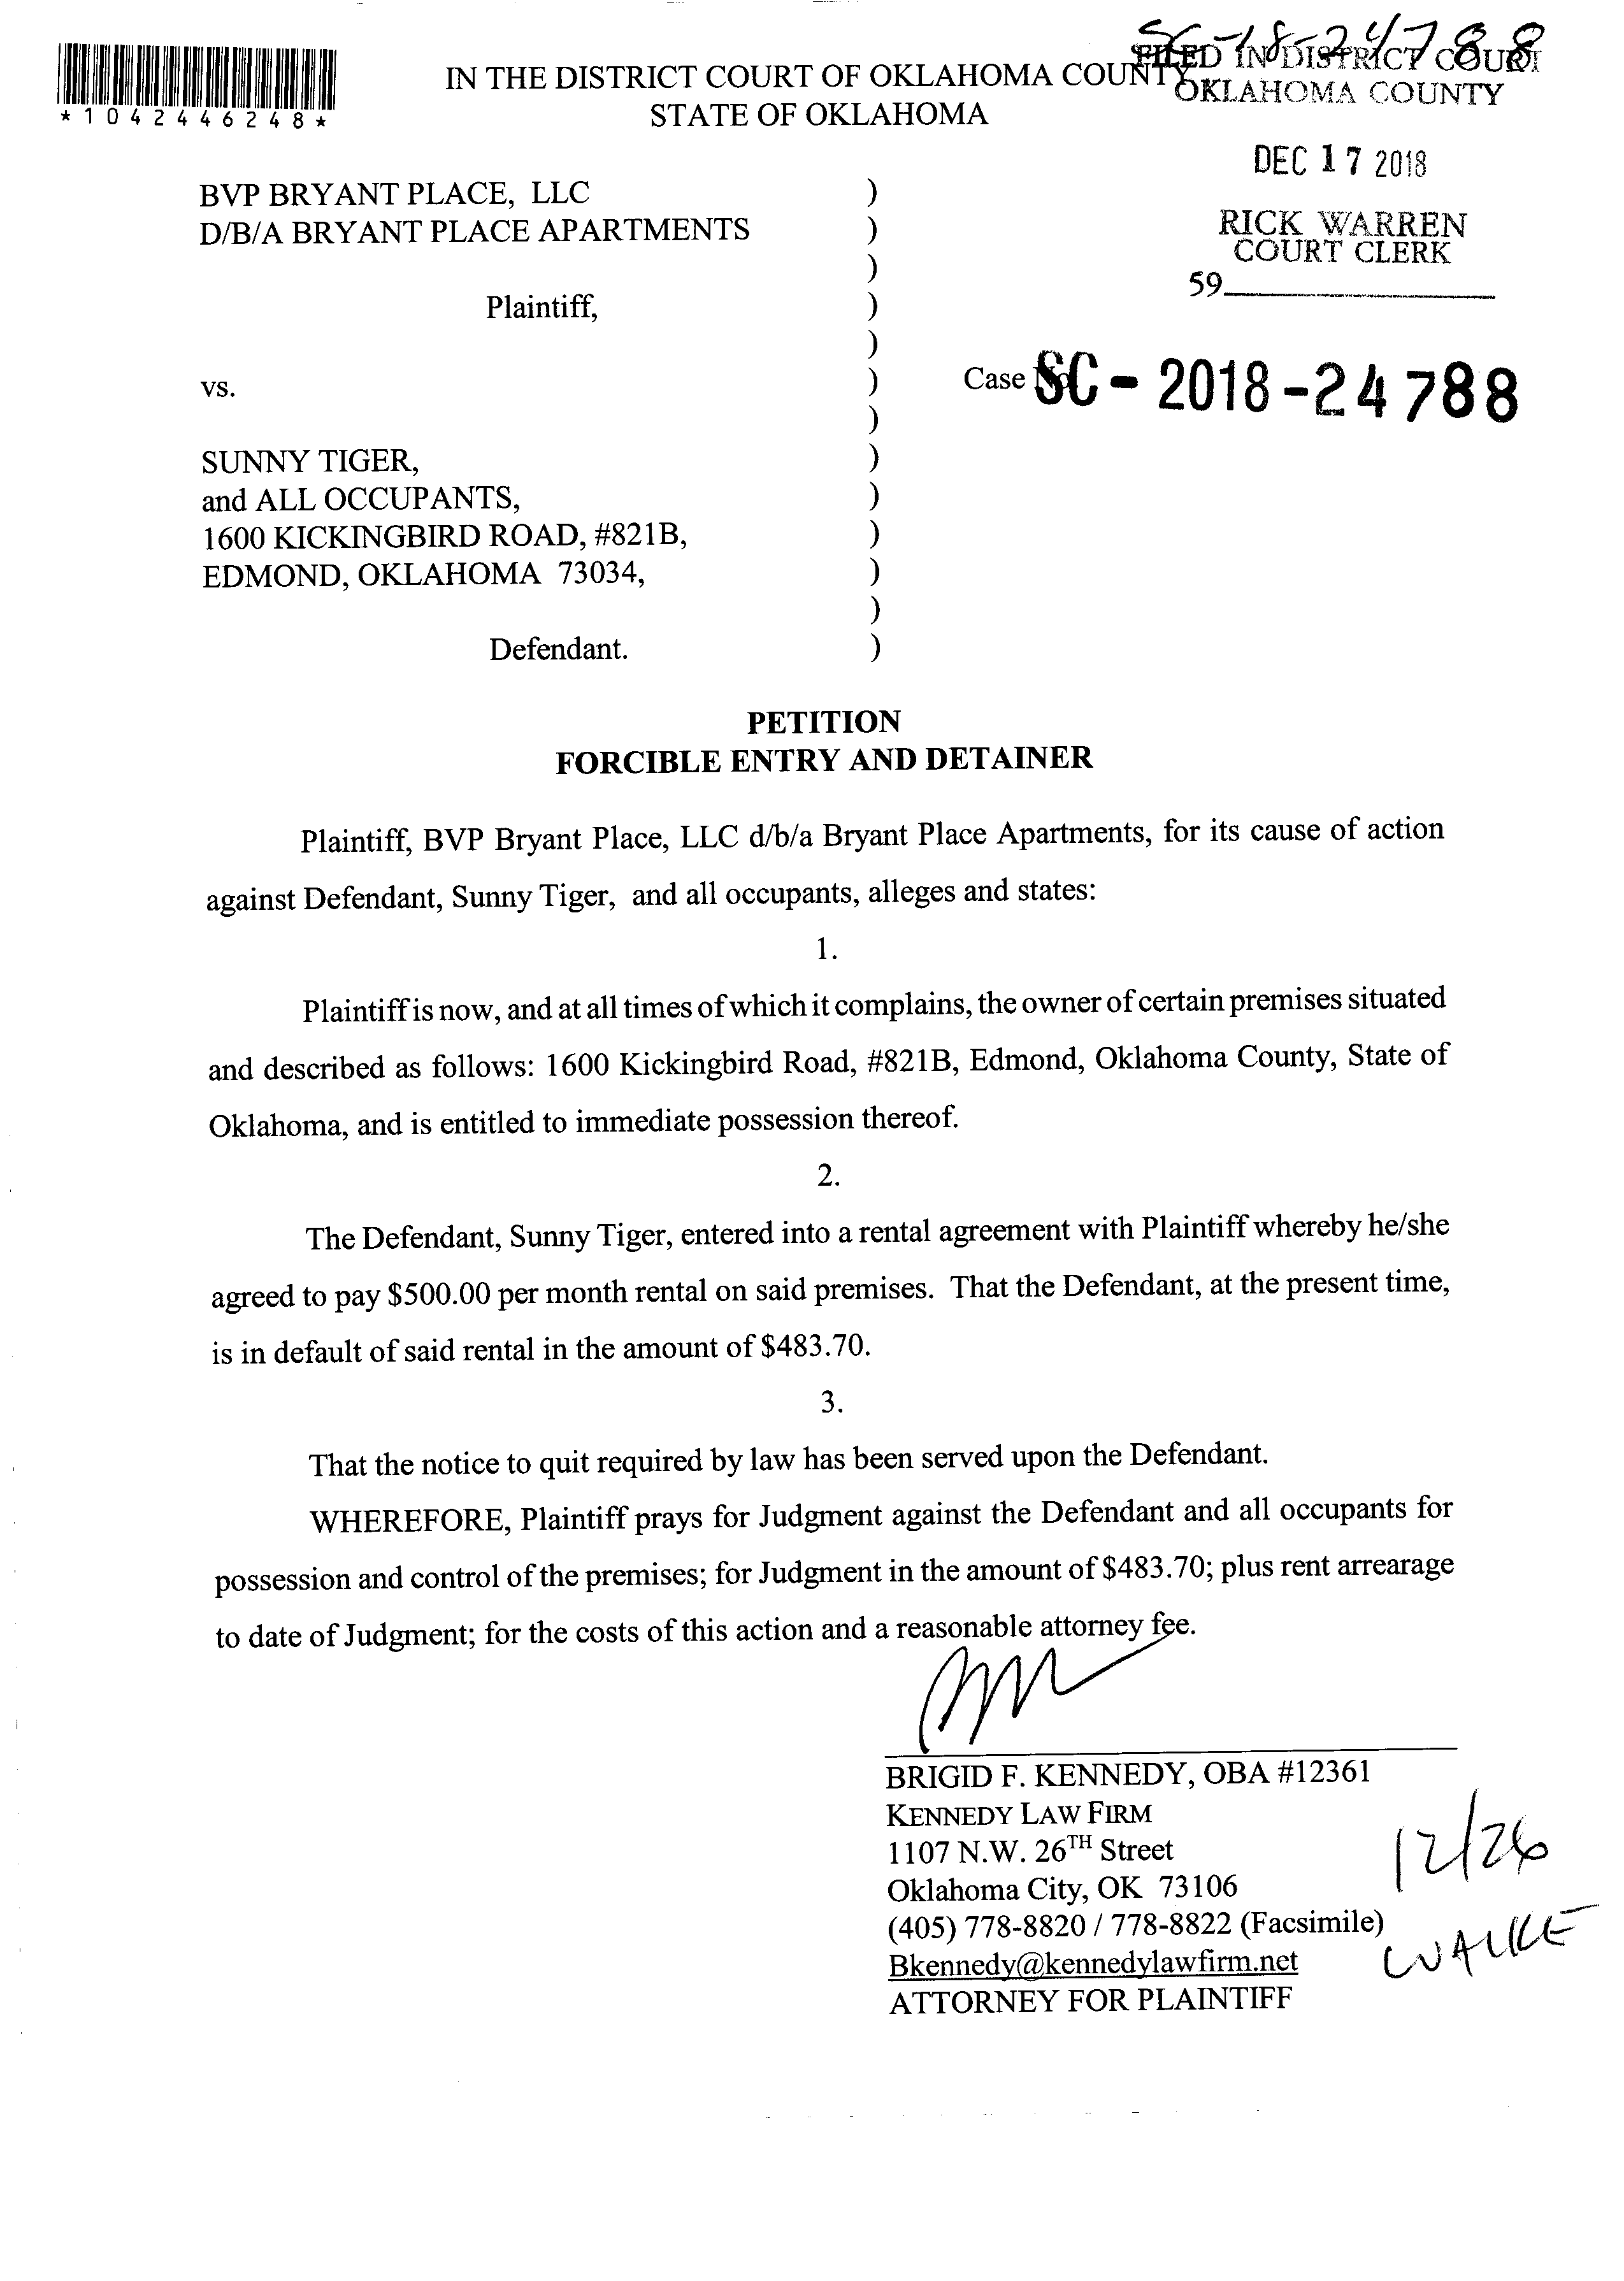 SC-18-24788
FILED IN DISTRICT COURT
OKLAHOMA COUNTY
*1042446248*
IN THE DISTRICT COURT OF OKLAHOMA COUNTY
STATE OF OKLAHOMA
DEC 17 2018
RICK WARREN
COURT CLERK
59
BVP BRYANT PLACE, LLC )
D/B/A BRYANT PLACE APARTMENTS )
)
Plaintiff, )
)
vs. ) Case No. SC - 2018 - 24788
)
SUNNY TIGER, )
and ALL OCCUPANTS, )
1600 KICKINGBIRD ROAD, #821B, )
EDMOND, OKLAHOMA 73034, )
)
Defendant. )
PETITION
FORCIBLE ENTRY AND DETAINER
Plaintiff, BVP Bryant Place, LLC d/b/a Bryant Place Apartments, for its cause of action
against Defendant, Sunny Tiger, and all occupants, alleges and states:
1.
Plaintiff is now, and at all times of which it complains, the owner of certain premises situated
and described as follows: 1600 Kickingbird Road, #821B, Edmond, Oklahoma County, State of
Oklahoma, and is entitled to immediate possession thereof.
2.
The Defendant, Sunny Tiger, entered into a rental agreement with Plaintiff whereby he/she
agreed to pay $500.00 per month rental on said premises. That the Defendant, at the present time,
is in default of said rental in the amount of $483.70.
3.
That the notice to quit required by law has been served upon the Defendant.
WHEREFORE, Plaintiff prays for Judgment against the Defendant and all occupants for
possession and control of the premises; for Judgment in the amount of $483.70; plus rent arrearage
to date of Judgment; for the costs of this action and a reasonable attorney fee.
BRIGID F. KENNEDY, OBA #12361
KENNEDY LAW FIRM
1107 N.W. 26TH Street
Oklahoma City, OK 73106
(405) 778-8820 / 778-8822 (Facsimile)
Bkennedy@kennedylawfirm.net
ATTORNEY FOR PLAINTIFF
12/26
WALKE